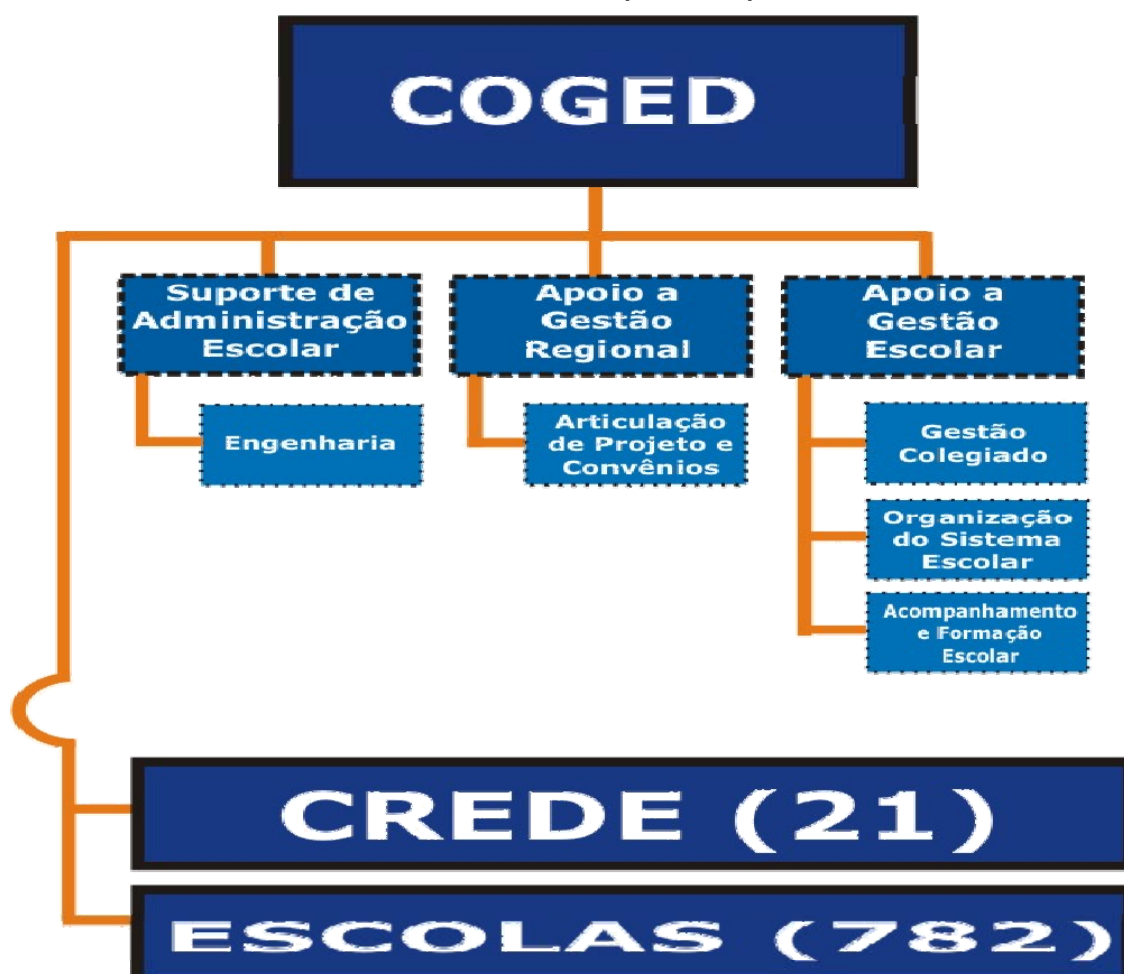 COGED
Suporte de
Administração
Escolar
Engenharia
Apoio a
Gestão
Regional
Articulação
de Projeto e
Convênios
Apoio a
Gestão
Escolar
Gestão
Colegiado
Organização
do Sistema
Escolar
Acompanhamento
e Formação
Escolar
CREDE (21)
ESCOLAS (782)